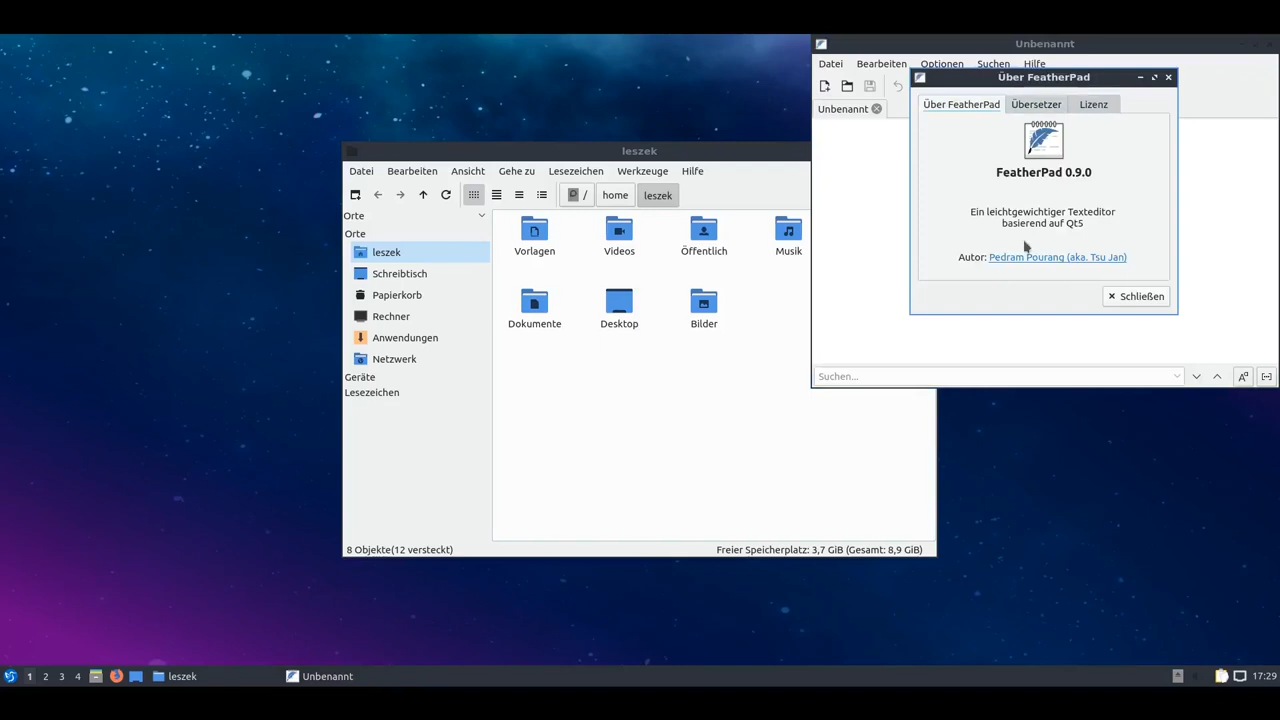 Unbenannt
Datei Bearbeiten Optionen Suchen Hilfe
Unbenannt
Über FeatherPad
Über FeatherPad Übersetzer Lizenz
FeatherPad 0.9.0
Ein leichtgewichtiger Texteditor
basierend auf Qt5
Autor: Pedram Pourang (aka. Tsu Jan)
Schließen
Suchen...
leszek
Datei Bearbeiten Ansicht Gehe zu Lesezeichen Werkzeuge Hilfe
/ home leszek
Orte
Orte
leszek
Schreibtisch
Papierkorb
Rechner
Anwendungen
Netzwerk
Geräte
Lesezeichen
Vorlagen Videos Öffentlich Musik
Dokumente Desktop Bilder
8 Objekte(12 versteckt) Freier Speicherplatz: 3,7 GiB (Gesamt: 8,9 GiB)
1 2 3 4 leszek Unbenannt 17:29